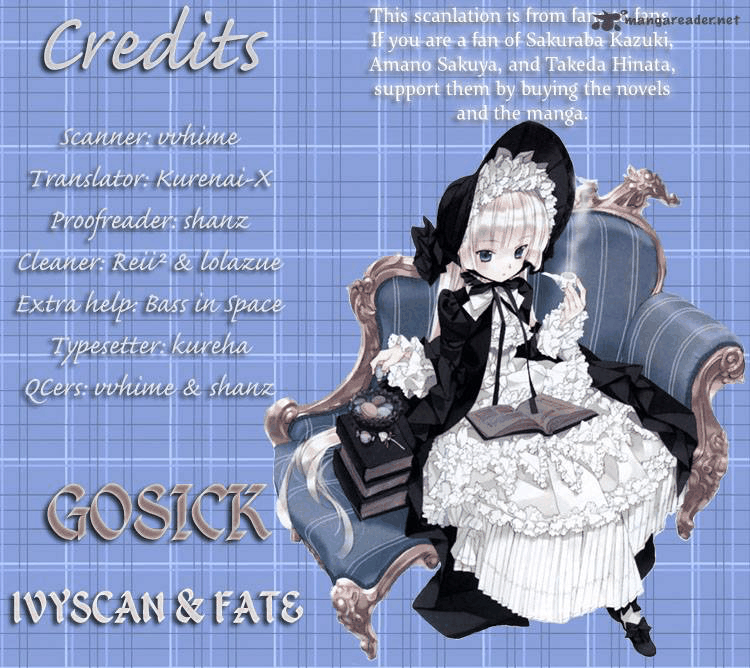 Credits
Scanner: vvhime
Translator: Kurenai-X
Proofreader: shanz
Cleaner: Reii² & lolazue
Extra help: Bass in Space
Typesetter: kureha
QCers: vvhime & shanz
GOSICK
IVYSCAN & FATE
This scanlation is from fans fans.
If you are a fan of Sakuraba Kazuki,
Amano Sakuya, and Takeda Hinata,
support them by buying the novels
and the manga.
mangareader.net